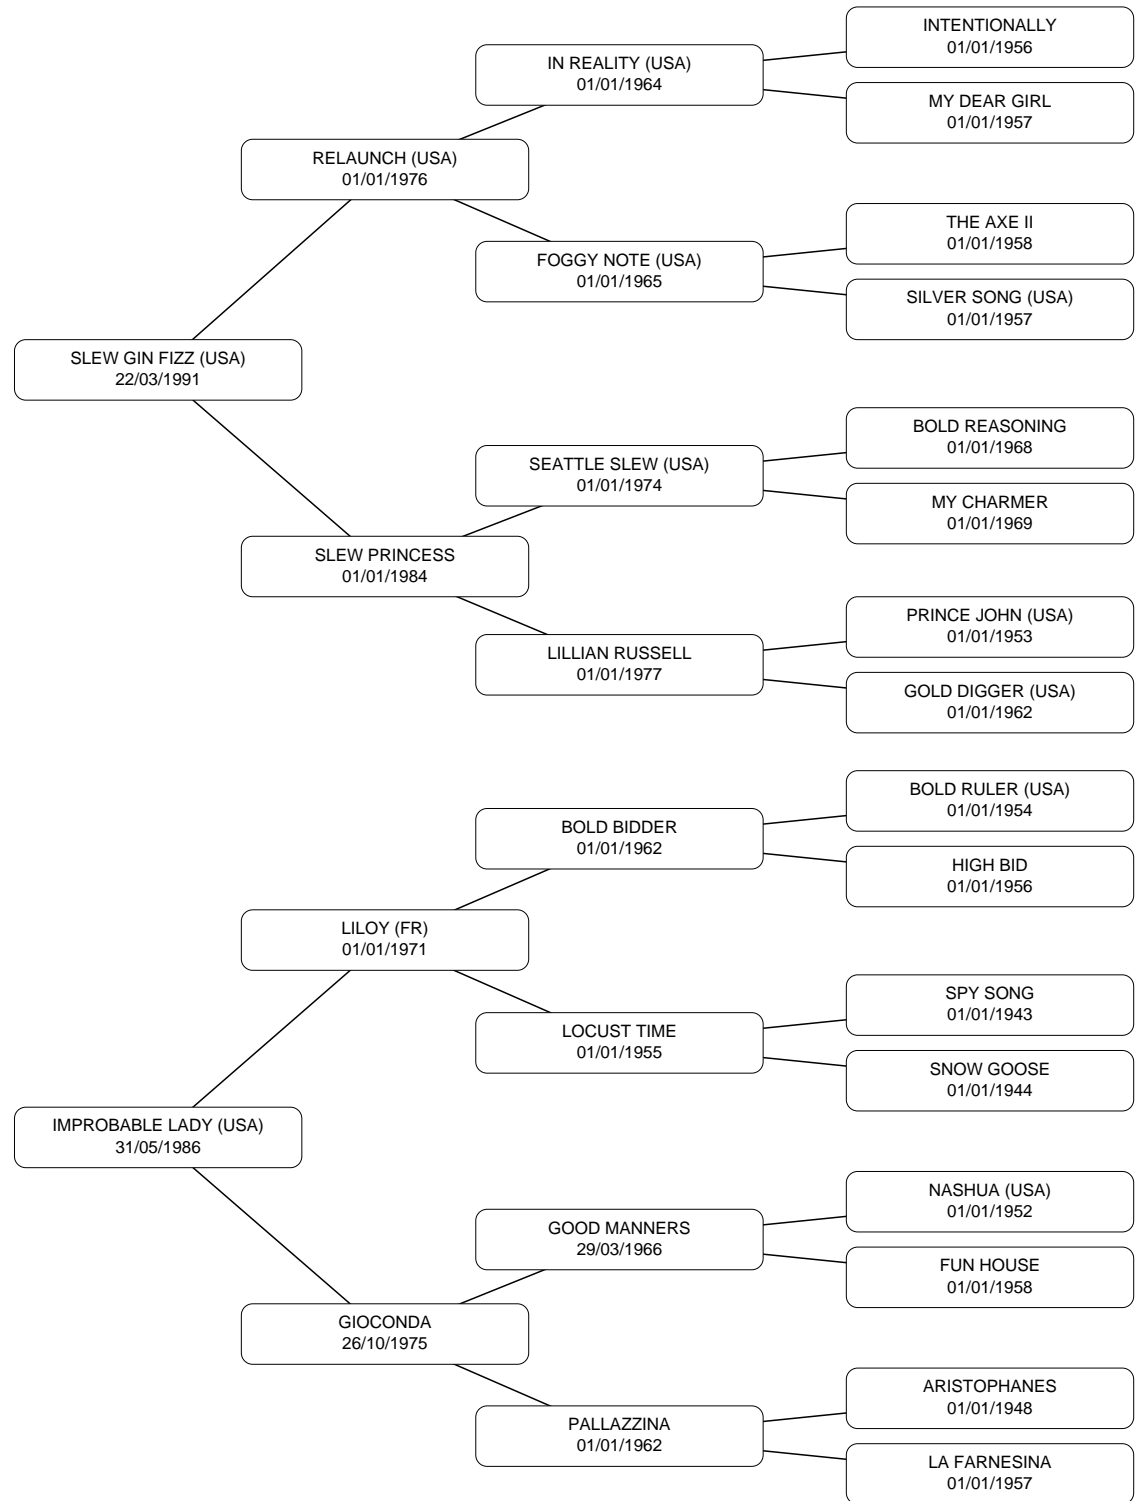 INTENTIONALLY
01/01/1956
IN REALITY (USA)
01/01/1964
MY DEAR GIRL
01/01/1957
RELAUNCH (USA)
01/01/1976
THE AXE II
01/01/1958
FOGGY NOTE (USA)
01/01/1965
SILVER SONG (USA)
01/01/1957
SLEW GIN FIZZ (USA)
22/03/1991
BOLD REASONING
01/01/1968
SEATTLE SLEW (USA)
01/01/1974
MY CHARMER
01/01/1969
SLEW PRINCESS
01/01/1984
PRINCE JOHN (USA)
01/01/1953
LILLIAN RUSSELL
01/01/1977
GOLD DIGGER (USA)
01/01/1962
BOLD RULER (USA)
01/01/1954
BOLD BIDDER
01/01/1962
HIGH BID
01/01/1956
LILOY (FR)
01/01/1971
SPY SONG
01/01/1943
LOCUST TIME
01/01/1955
SNOW GOOSE
01/01/1944
IMPROBABLE LADY (USA)
31/05/1986
NASHUA (USA)
01/01/1952
GOOD MANNERS
29/03/1966
FUN HOUSE
01/01/1958
GIOCONDA
26/10/1975
ARISTOPHANES
01/01/1948
PALLAZZINA
01/01/1962
LA FARNESINA
01/01/1957